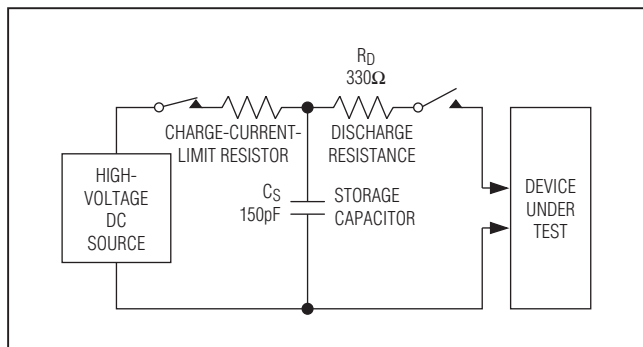 R_D
330Ω
CHARGE-CURRENT-
LIMIT RESISTOR
DISCHARGE
RESISTANCE
HIGH-
VOLTAGE
DC
SOURCE
C_S
150pF
STORAGE
CAPACITOR
DEVICE
UNDER
TEST